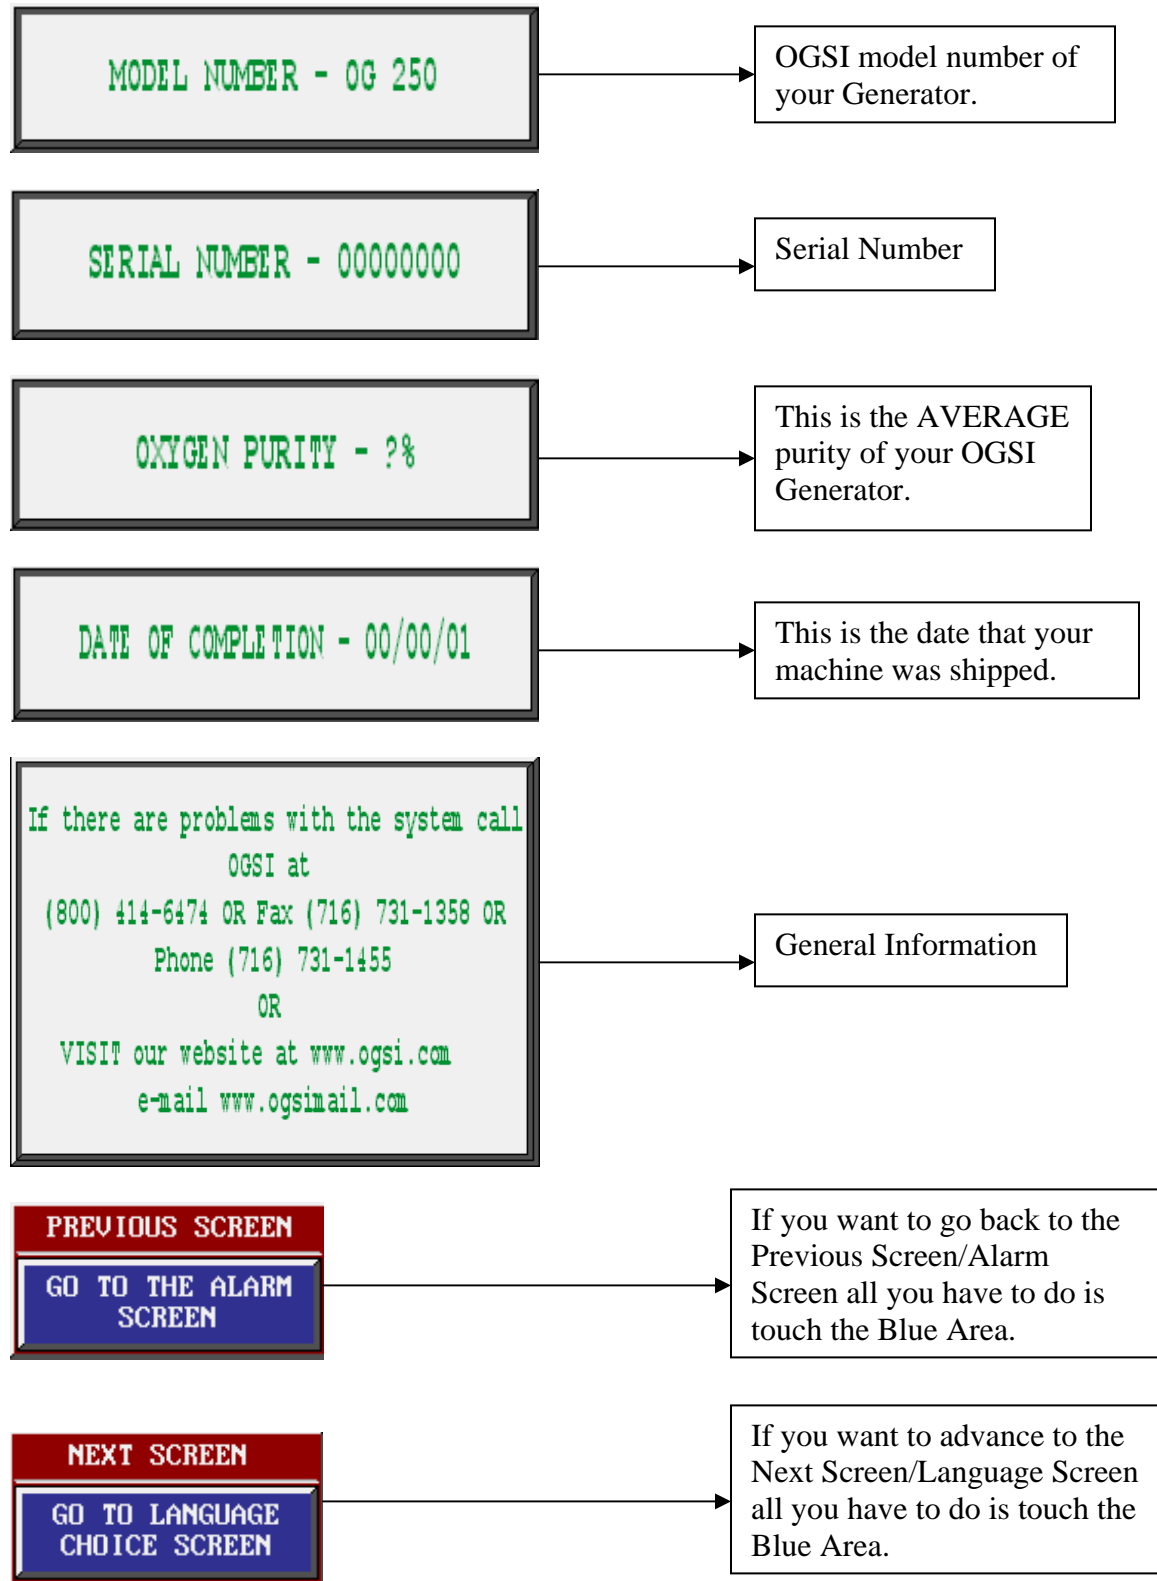 MODEL NUMBER - OG 250
OGSI model number of
your Generator.
SERIAL NUMBER - 00000000
Serial Number
OXYGEN PURITY - ?%
This is the AVERAGE
purity of your OGSI
Generator.
DATE OF COMPLETION - 00/00/01
This is the date that your
machine was shipped.
If there are problems with the system call
OGSI at
(800) 414-6474 OR Fax (716) 731-1358 OR
Phone (716) 731-1455
OR
VISIT our website at www.ogsi.com
e-mail www.ogsimail.com
General Information
PREVIOUS SCREEN
GO TO THE ALARM
SCREEN
If you want to go back to the
Previous Screen/Alarm
Screen all you have to do is
touch the Blue Area.
NEXT SCREEN
GO TO LANGUAGE
CHOICE SCREEN
If you want to advance to the
Next Screen/Language Screen
all you have to do is touch the
Blue Area.